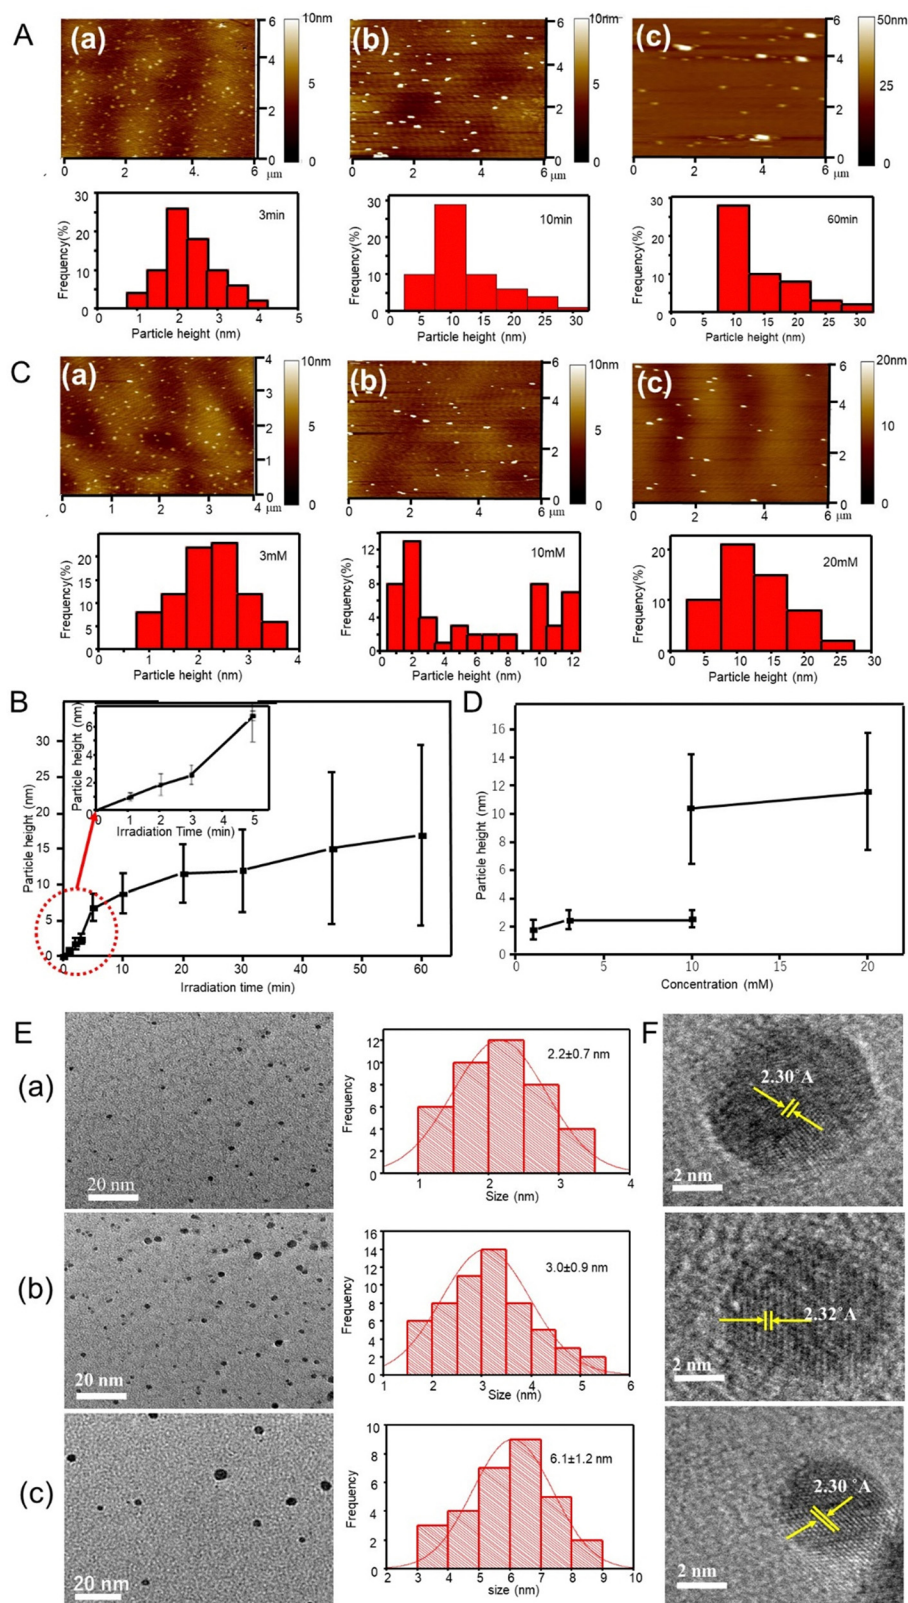 A
(a)
6
10nm
4
5
2
0
0
0
2
4
6
μm
(b)
6
10nm
4
5
2
0
0
0
2
4
6
(c)
6
50nm
4
25
2
0
0
0
2
4
6
30
20
10
0
Frequency(%)
3min
1 2 3 4 5
Particle height (nm)
30
20
10
0
Frequency(%)
10min
0 5 10 15 20 25 30
Particle height (nm)
30
20
10
0
Frequency(%)
60min
0 5 10 15 20 25 30
Particle height (nm)
C
(a)
4
10nm
3
2
5
1
0
0
0 1 2 3 4
μm
(b)
6
10nm
4
5
2
0
0
0 2 4 6
μm
(c)
6
20nm
4
10
2
0
0
0 2 4 6
μm
20
15
10
5
0
Frequency(%)
3mM
0 1 2 3 4
Particle height (nm)
12
8
4
0
Frequency(%)
10mM
0 2 4 6 8 10 12
Particle height (nm)
20
10
0
Frequency(%)
20mM
0 5 10 15 20 25 30
Particle height (nm)
B
30
25
20
15
10
5
0
Particle height (nm)
6
4
2
0
Particle height (nm)
0 1 2 3 4 5
Irradiation Time (min)
0 10 20 30 40 50 60
Irradiation time (min)
D
16
14
12
10
8
6
4
2
0
Particle height (nm)
0 5 10 15 20
Concentration (mM)
E
(a)
20 nm
12
10
8
6
4
2
0
Frequency
2.2±0.7 nm
1 2 3 4
Size (nm)
F
2.30°A
2 nm
(b)
20 nm
16
14
12
10
8
6
4
2
0
Frequency
3.0±0.9 nm
1 2 3 4 5 6
Size (nm)
2.32°A
2 nm
(c)
20 nm
10
8
6
4
2
0
Frequency
6.1±1.2 nm
2 3 4 5 6 7 8 9 10
size (nm)
2.30 °A
2 nm